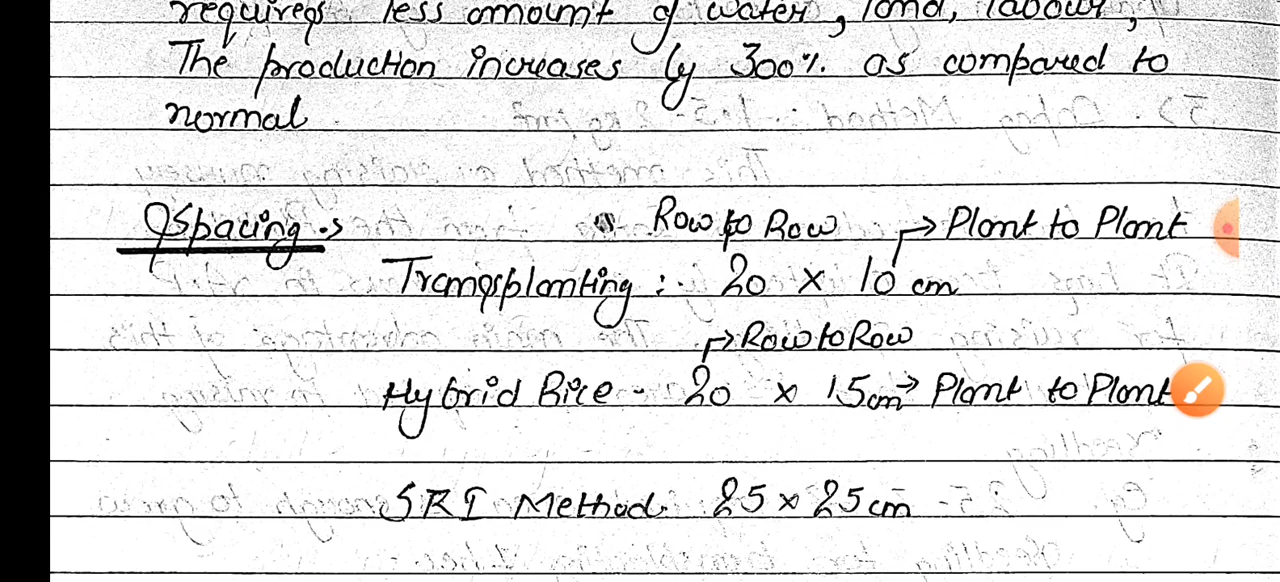 requires less amount of water, land, labour,
The production increases by 300% as compared to
normal
Spacing :→ Row to Row → Plant to Plant
Transplanting :- 20 × 10 cm
→ Row to Row
Hybrid Rice - 20 × 15cm → Plant to Plant
SRI Method. 25 × 25 cm